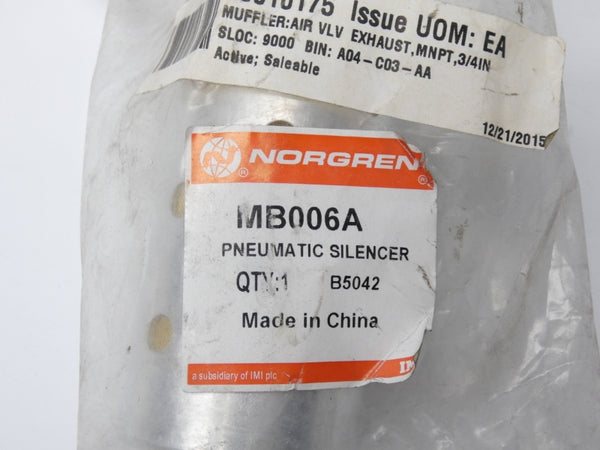 Issue UOM: EA
MUFFLER:AIR VLV EXHAUST,MNPT,3/4IN
SLOC: 9000 BIN: A04-C03-AA
Active; Saleable
12/21/2015
NORGREN
MB006A
PNEUMATIC SILENCER
QTY:1 B5042
Made in China
a subsidiary of IMI plc